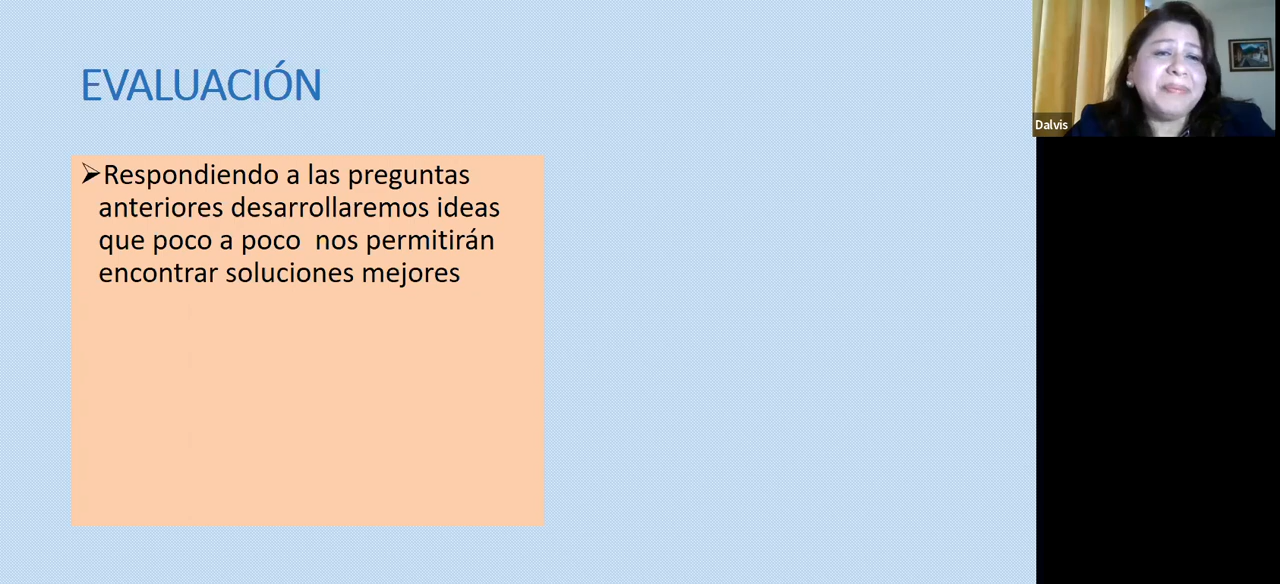 EVALUACIÓN
➢Respondiendo a las preguntas
anteriores desarrollaremos ideas
que poco a poco  nos permitirán
encontrar soluciones mejores
Dalvis